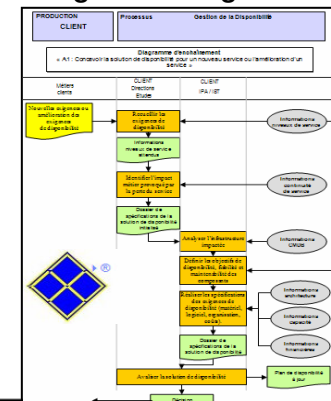 PRODUCTION
CLIENT
Processus
Gestion de la Disponibilité
Diagramme d'enchaînement
« A1 : Concevoir la solution de disponibilité pour un nouveau service ou l'amélioration d'un
service »
Métiers
clients
CLIENT
Directions
Etudes
CLIENT
IPA / IBT
Nouvelles exigences ou
amélioration des
exigences
de disponibilité
Recueillir les
exigences de
disponibilité
Informations
niveaux de service
Informations
niveaux de service
attendus
Identifier l'impact
métier provoqué par
la perte du service
Informations
continuité
de service
Dossier de
spécifications de la
solution de disponibilité
initialisé
Analyser l'infrastructure
impactée
Informations
CMDB
Définir les objectifs de
disponibilité, fiabilité et
maintenabilité des
composants
Réaliser les spécifications
des exigences de
disponibilité (matériel,
logiciel, organisation,
Informations
architecture
Informations
capacité
Informations
financières
Dossier de
spécifications de la
solution de disponibilité
Evaluer la solution de disponibilité
Plan de disponibilité
à jour
Décision
®